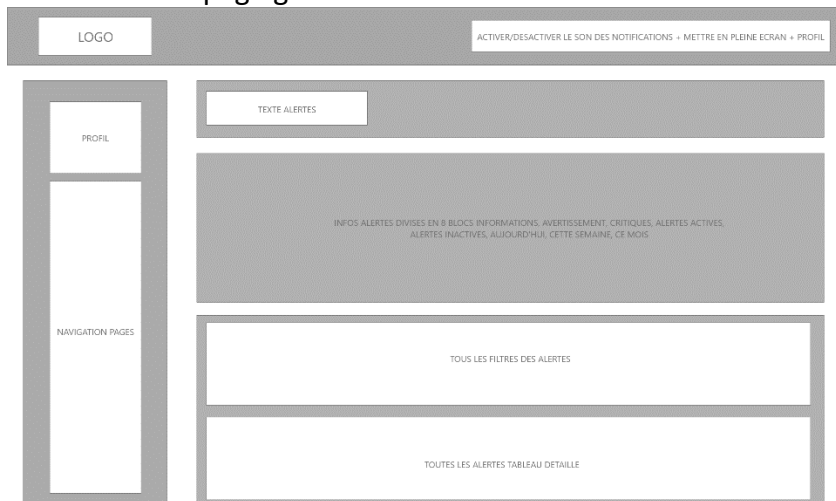 LOGO
ACTIVER/DESACTIVER LE SON DES NOTIFICATIONS + METTRE EN PLEINE ECRAN + PROFIL
PROFIL
NAVIGATION PAGES
TEXTE ALERTES
INFOS ALERTES DIVISES EN 8 BLOCS INFORMATIONS, AVERTISSEMENT, CRITIQUES, ALERTES ACTIVES,
ALERTES INACTIVES, AUJOURD'HUI, CETTE SEMAINE, CE MOIS
TOUS LES FILTRES DES ALERTES
TOUTES LES ALERTES TABLEAU DETAILLE